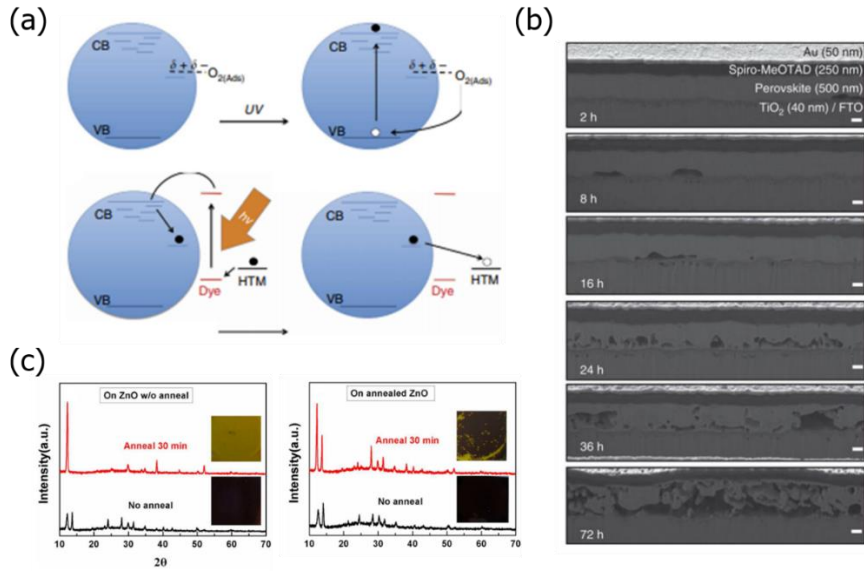 (a)
CB
δ+ δ-
O2(Ads)
VB
UV
CB
δ+ δ-
O2(Ads)
VB
CB
VB
hν
Dye
HTM
CB
VB
Dye
HTM
(b)
Au (50 nm)
Spiro-MeOTAD (250 nm)
Perovskite (500 nm)
TiO2 (40 nm) / FTO
2 h
8 h
16 h
24 h
36 h
72 h
(c)
On ZnO w/o anneal
Anneal 30 min
No anneal
Intensity(a.u.)
10 20 30 40 50 60 70
2θ
On annealed ZnO
Anneal 30 min
No anneal
Intensity(a.u.)
10 20 30 40 50 60 70